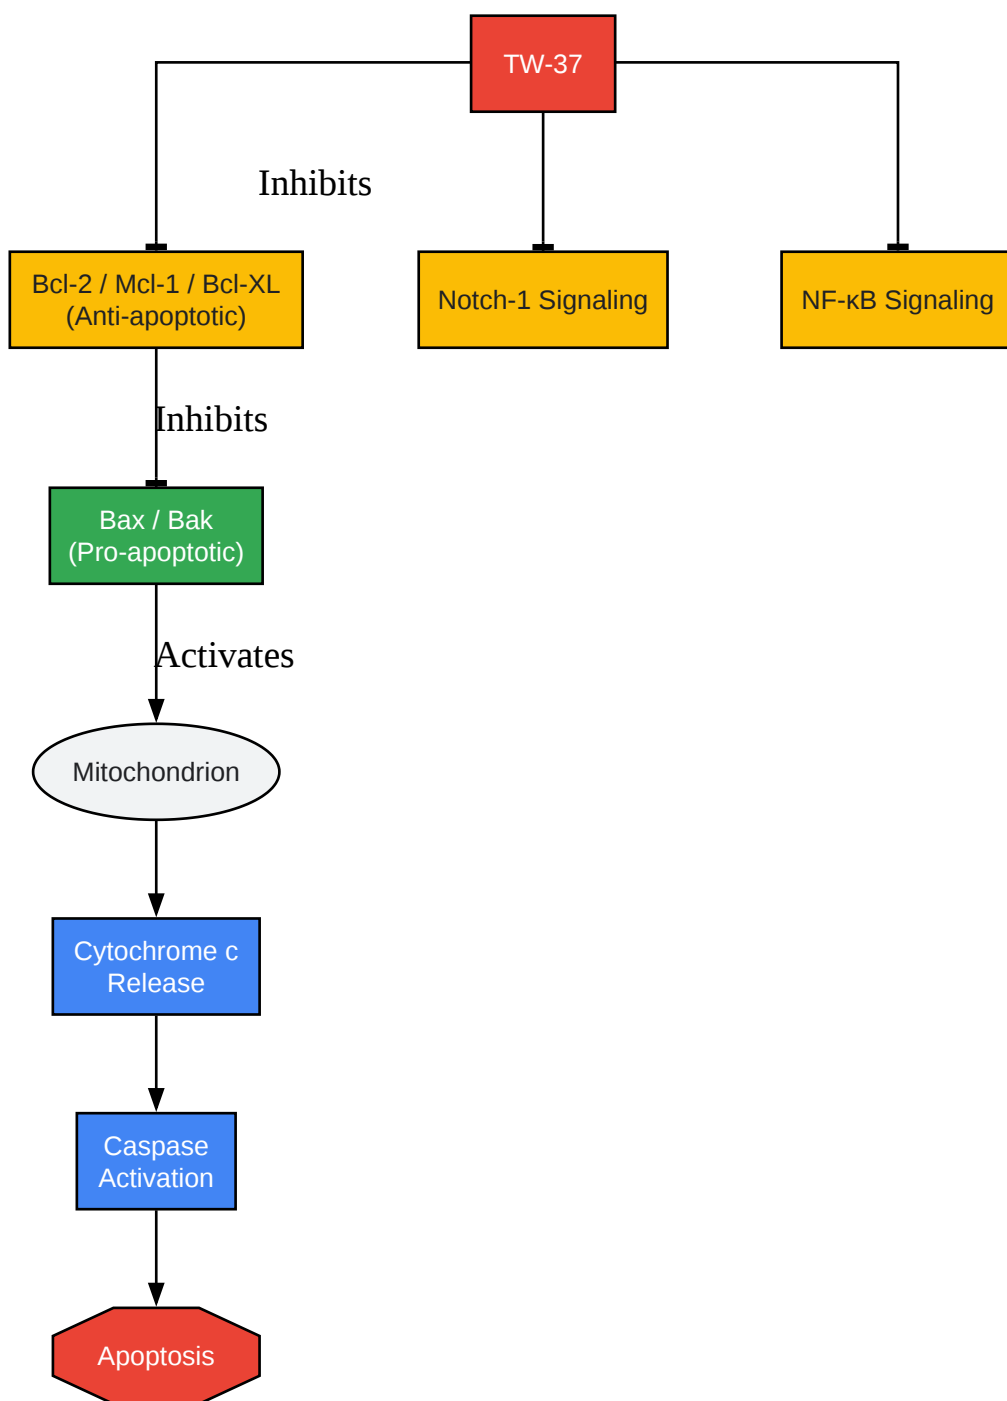 TW-37
Inhibits
Bcl-2 / Mcl-1 / Bcl-XL
(Anti-apoptotic)
Notch-1 Signaling
NF-κB Signaling
Inhibits
Bax / Bak
(Pro-apoptotic)
Activates
Mitochondrion
Cytochrome c
Release
Caspase
Activation
Apoptosis